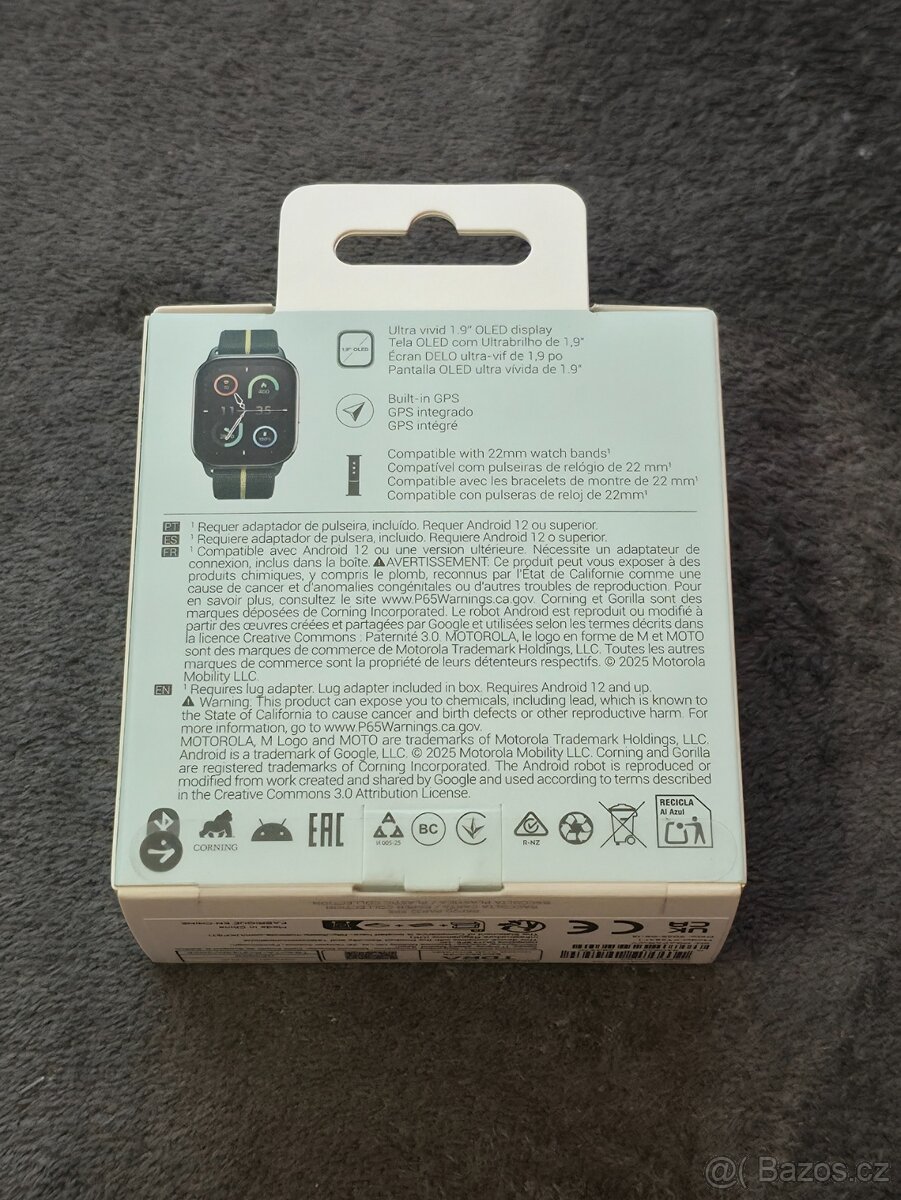 Ultra vivid 1.9" OLED display
Tela OLED com Ultrabrilho de 1,9"
Écran DELO ultra-vif de 1,9 po
Pantalla OLED ultra vívida de 1.9"
1.9" OLED
Built-in GPS
GPS integrado
GPS intégré
Compatible with 22mm watch bands¹
Compatível com pulseiras de relógio de 22 mm¹
Compatible avec les bracelets de montre de 22 mm¹
Compatible con pulseras de reloj de 22mm¹
PT ¹ Requer adaptador de pulseira, incluído. Requer Android 12 ou superior.
ES ¹ Requiere adaptador de pulsera, incluido. Requiere Android 12 o superior.
FR ¹ Compatible avec Android 12 ou une version ultérieure. Nécessite un adaptateur de
connexion, inclus dans la boîte. ⚠AVERTISSEMENT: Ce produit peut vous exposer à des
produits chimiques, y compris le plomb, reconnus par l'État de Californie comme une
cause de cancer et d'anomalies congénitales ou d'autres troubles de reproduction. Pour
en savoir plus, consultez le site www.P65Warnings.ca.gov. Corning et Gorilla sont des
marques déposées de Corning Incorporated. Le robot Android est reproduit ou modifié à
partir des œuvres créées et partagées par Google et utilisées selon les termes décrits dans
la licence Creative Commons : Paternité 3.0. MOTOROLA, le logo en forme de M et MOTO
sont des marques de commerce de Motorola Trademark Holdings, LLC. Toutes les autres
marques de commerce sont la propriété de leurs détenteurs respectifs. © 2025 Motorola
Mobility LLC.
EN ¹ Requires lug adapter. Lug adapter included in box. Requires Android 12 and up.
⚠ Warning: This product can expose you to chemicals, including lead, which is known to
the State of California to cause cancer and birth defects or other reproductive harm. For
more information, go to www.P65Warnings.ca.gov.
MOTOROLA, M Logo and MOTO are trademarks of Motorola Trademark Holdings, LLC.
Android is a trademark of Google, LLC. © 2025 Motorola Mobility LLC. Corning and Gorilla
are registered trademarks of Corning Incorporated. The Android robot is reproduced or
modified from work created and shared by Google and used according to terms described
in the Creative Commons 3.0 Attribution License.
CORNING
EAC
И 005-25
BC
R-NZ
RECICLA
Al Azul
Made in China
FABRIQUÉ EN CHINE
CE
UK CA
TDRA
@( Bazos.cz